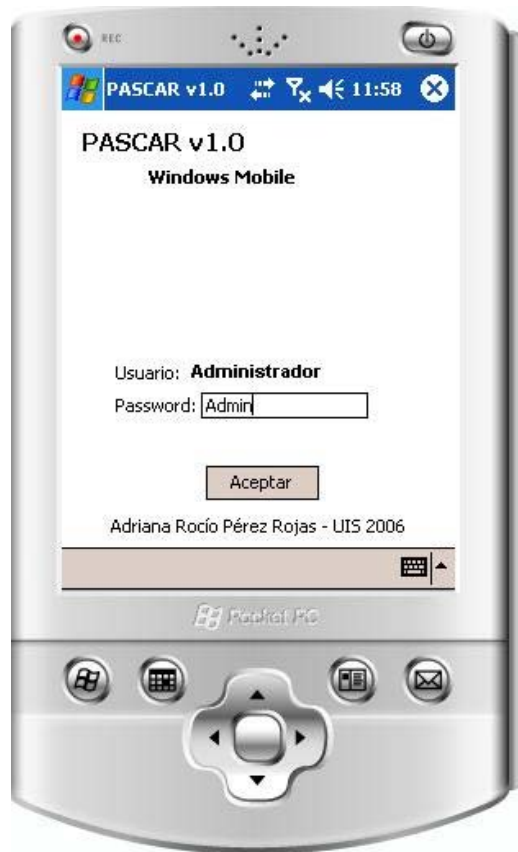 REC
PASCAR v1.0 11:58
PASCAR v1.0
Windows Mobile
Usuario: Administrador
Password: Admin
Aceptar
Adriana Rocío Pérez Rojas - UIS 2006
Pocket PC